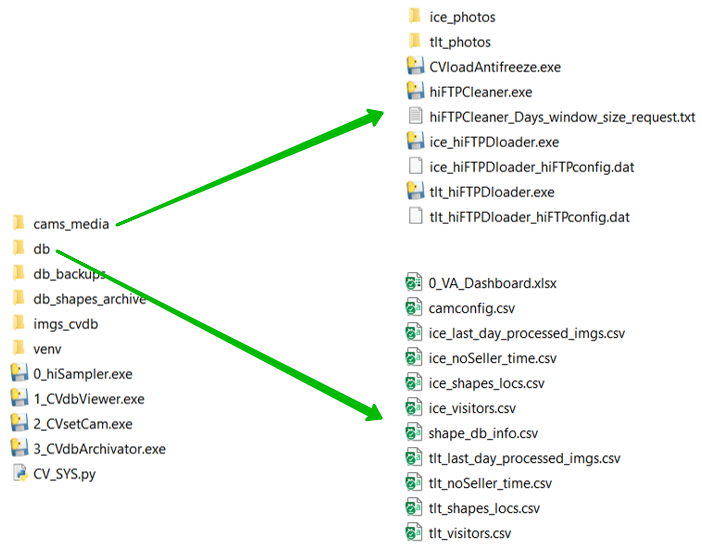 ice_photos
tlt_photos
CVloadAntifreeze.exe
hiFTPCleaner.exe
hiFTPCleaner_Days_window_size_request.txt
ice_hiFTPDloader.exe
ice_hiFTPDloader_hiFTPconfig.dat
tlt_hiFTPDloader.exe
tlt_hiFTPDloader_hiFTPconfig.dat
cams_media
db
db_backups
db_shapes_archive
imgs_cvdb
venv
0_hiSampler.exe
1_CVdbViewer.exe
2_CVsetCam.exe
3_CVdbArchivator.exe
CV_SYS.py
0_VA_Dashboard.xlsx
camconfig.csv
ice_last_day_processed_imgs.csv
ice_noSeller_time.csv
ice_shapes_locs.csv
ice_visitors.csv
shape_db_info.csv
tlt_last_day_processed_imgs.csv
tlt_noSeller_time.csv
tlt_shapes_locs.csv
tlt_visitors.csv